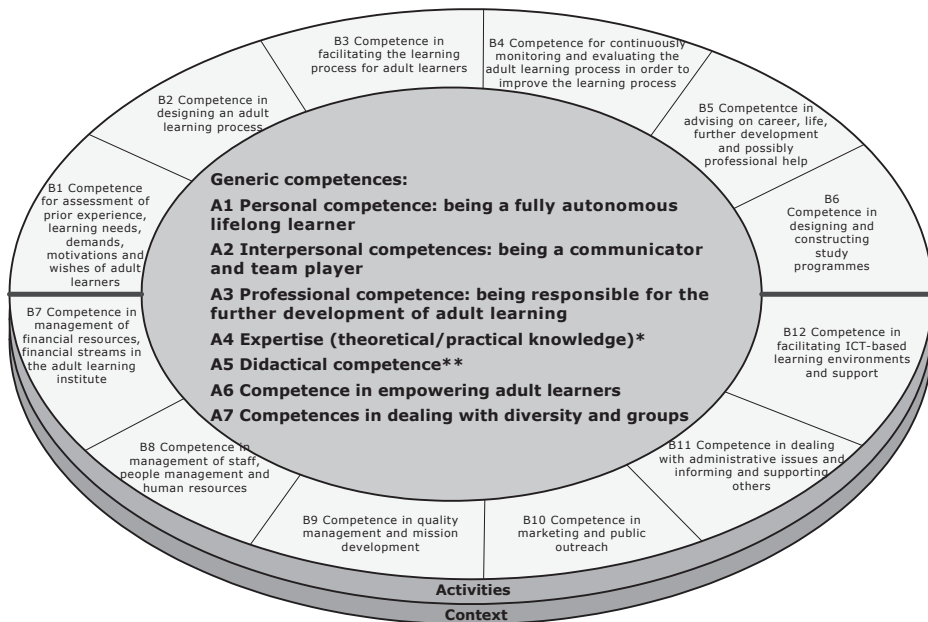 B3 Competence in
facilitating the learning
process for adult learners
B4 Competence for continuously
monitoring and evaluating the
adult learning process in order to
improve the learning process
B2 Competence in
designing an adult
learning process
B5 Competentce in
advising on career, life,
further development
and possibly
professional help
B1 Competence
for assessment of
prior experience,
learning needs,
demands,
motivations and
wishes of adult
learners
B6
Competence in
designing and
constructing
study
programmes
Generic competences:
A1 Personal competence: being a fully autonomous
lifelong learner
A2 Interpersonal competences: being a communicator
and team player
A3 Professional competence: being responsible for the
further development of adult learning
A4 Expertise (theoretical/practical knowledge)*
A5 Didactical competence**
A6 Competence in empowering adult learners
A7 Competences in dealing with diversity and groups
B7 Competence in
management of
financial resources,
financial streams in
the adult learning
institute
B12 Competence in
facilitating ICT-based
learning environments
and support
B8 Competence in
management of staff,
people management and
human resources
B11 Competence in dealing
with administrative issues and
informing and supporting
others
B9 Competence in quality
management and mission
development
B10 Competence in
marketing and public
outreach
Activities
Context